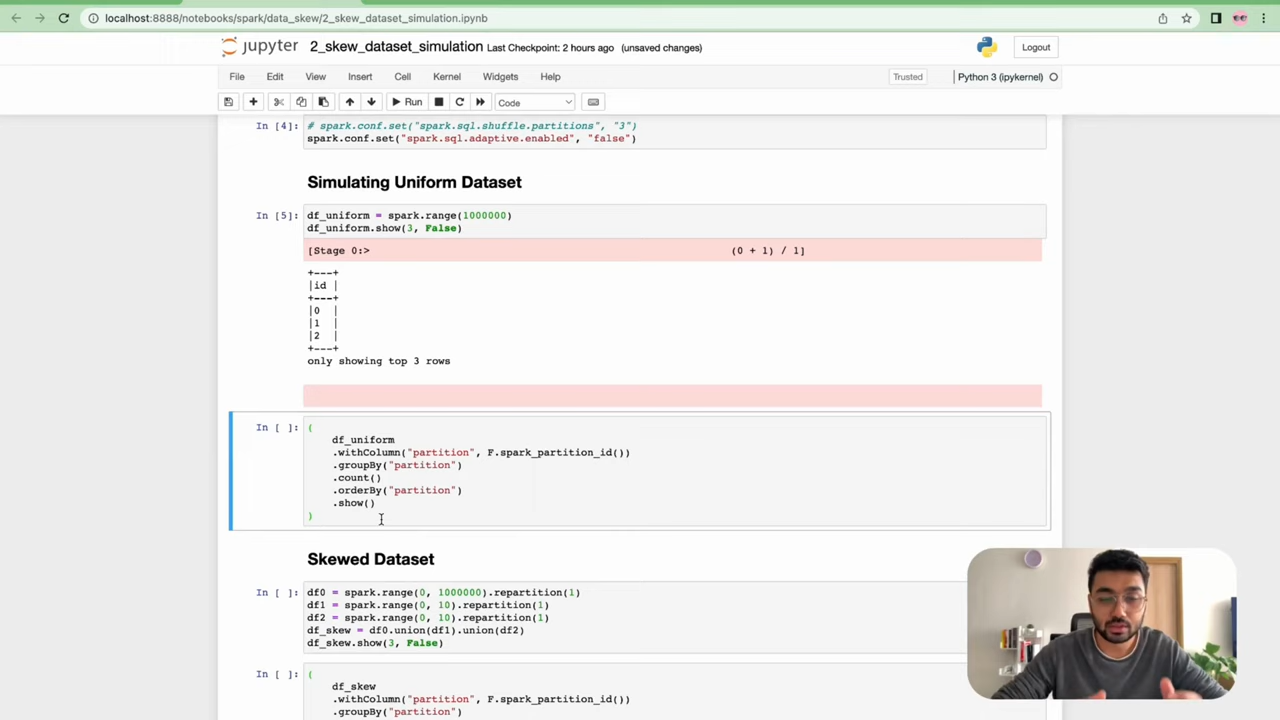 localhost:8888/notebooks/spark/data_skew/2_skew_dataset_simulation.ipynb
jupyter 2_skew_dataset_simulation Last Checkpoint: 2 hours ago (unsaved changes)
Logout
File Edit View Insert Cell Kernel Widgets Help
Trusted
Python 3 (ipykernel)
Run
Code
In [4]: # spark.conf.set("spark.sql.shuffle.partitions", "3")
spark.conf.set("spark.sql.adaptive.enabled", "false")
Simulating Uniform Dataset
In [5]: df_uniform = spark.range(1000000)
df_uniform.show(3, False)
[Stage 0:> (0 + 1) / 1]
+---+
|id |
+---+
|0 |
|1 |
|2 |
+---+
only showing top 3 rows
In [ ]: (
df_uniform
.withColumn("partition", F.spark_partition_id())
.groupBy("partition")
.count()
.orderBy("partition")
.show()
)
Skewed Dataset
In [ ]: df0 = spark.range(0, 1000000).repartition(1)
df1 = spark.range(0, 10).repartition(1)
df2 = spark.range(0, 10).repartition(1)
df_skew = df0.union(df1).union(df2)
df_skew.show(3, False)
In [ ]: (
df_skew
.withColumn("partition", F.spark_partition_id())
.groupBy("partition")